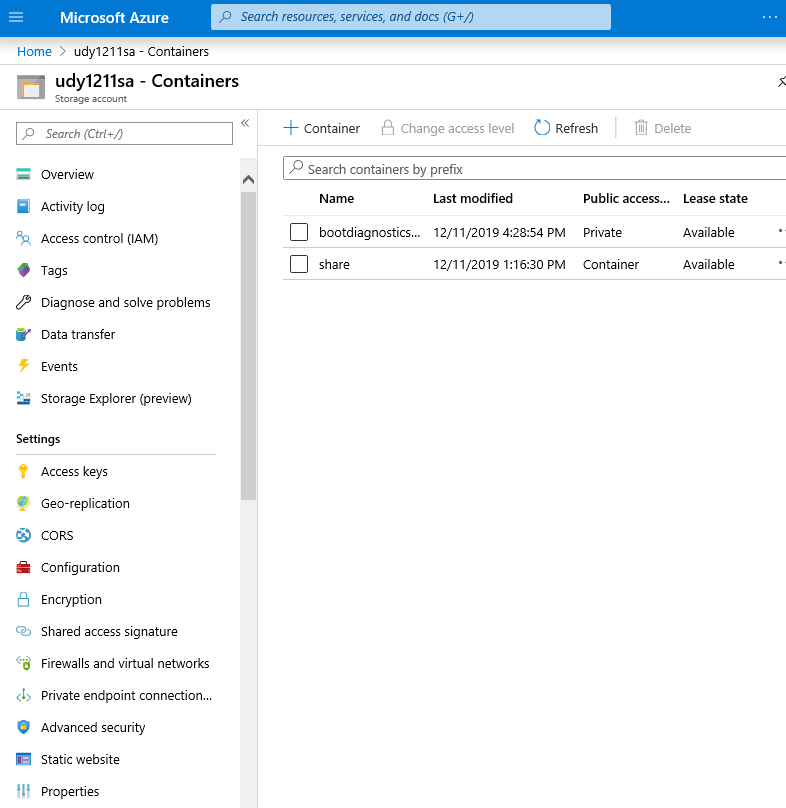 Microsoft Azure
Search resources, services, and docs (G+/)
Home > udy1211sa - Containers
udy1211sa - Containers
Storage account
Search (Ctrl+/)
Overview
Activity log
Access control (IAM)
Tags
Diagnose and solve problems
Data transfer
Events
Storage Explorer (preview)
Settings
Access keys
Geo-replication
CORS
Configuration
Encryption
Shared access signature
Firewalls and virtual networks
Private endpoint connection...
Advanced security
Static website
Properties
Container Change access level Refresh Delete
Search containers by prefix
Name Last modified Public access... Lease state
bootdiagnostics... 12/11/2019 4:28:54 PM Private Available
share 12/11/2019 1:16:30 PM Container Available